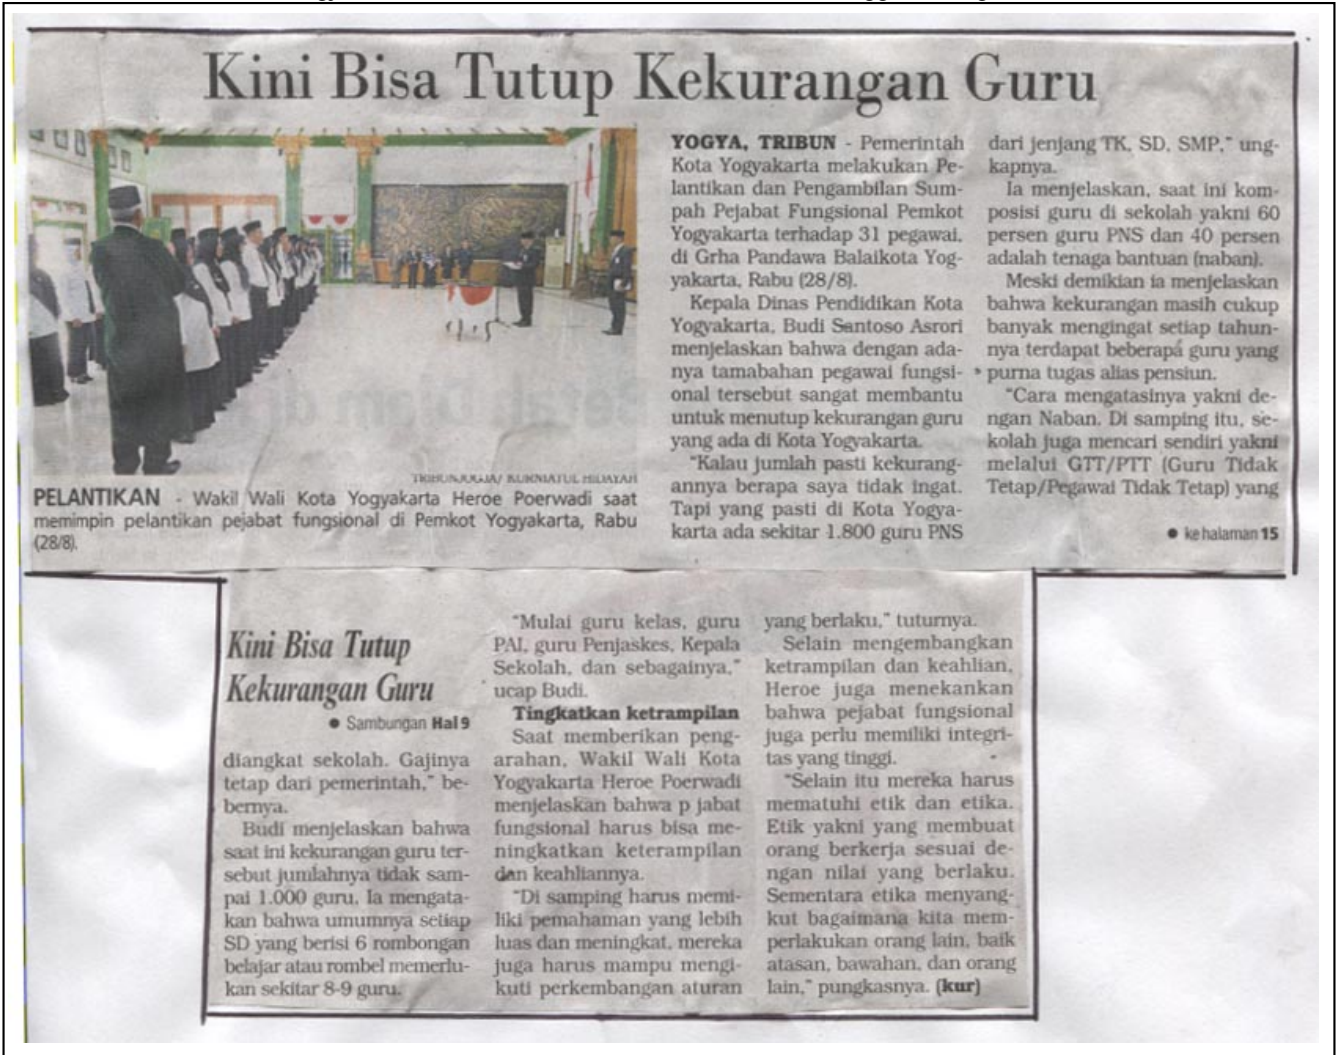 Kini Bisa Tutup Kekurangan Guru
TRIBUNJOGJA/ KURNIATUL HIDAYAH
PELANTIKAN - Wakil Wali Kota Yogyakarta Heroe Poerwadi saat
memimpin pelantikan pejabat fungsional di Pemkot Yogyakarta, Rabu
(28/8).
YOGYA, TRIBUN - Pemerintah
Kota Yogyakarta melakukan Pe-
lantikan dan Pengambilan Sum-
pah Pejabat Fungsional Pemkot
Yogyakarta terhadap 31 pegawai,
di Grha Pandawa Balaikota Yog-
yakarta, Rabu (28/8).
Kepala Dinas Pendidikan Kota
Yogyakarta, Budi Santoso Asrori
menjelaskan bahwa dengan ada-
nya tamabahan pegawai fungsi-
onal tersebut sangat membantu
untuk menutup kekurangan guru
yang ada di Kota Yogyakarta.
"Kalau jumlah pasti kekurang-
annya berapa saya tidak ingat.
Tapi yang pasti di Kota Yogya-
karta ada sekitar 1.800 guru PNS
dari jenjang TK, SD, SMP," ung-
kapnya.
Ia menjelaskan, saat ini kom-
posisi guru di sekolah yakni 60
persen guru PNS dan 40 persen
adalah tenaga bantuan (naban).
Meski demikian ia menjelaskan
bahwa kekurangan masih cukup
banyak mengingat setiap tahun-
nya terdapat beberapa guru yang
purna tugas alias pensiun.
"Cara mengatasinya yakni de-
ngan Naban. Di samping itu, se-
kolah juga mencari sendiri yakni
melalui GTT/PTT (Guru Tidak
Tetap/Pegawai Tidak Tetap) yang
● ke halaman 15
Kini Bisa Tutup
Kekurangan Guru
● Sambungan Hal 9
diangkat sekolah. Gajinya
tetap dari pemerintah," be-
bernya.
Budi menjelaskan bahwa
saat ini kekurangan guru ter-
sebut jumlahnya tidak sam-
pai 1.000 guru. Ia mengata-
kan bahwa umumnya setiap
SD yang berisi 6 rombongan
belajar atau rombel memerlu-
kan sekitar 8-9 guru.
"Mulai guru kelas, guru
PAI, guru Penjaskes, Kepala
Sekolah, dan sebagainya,"
ucap Budi.
Tingkatkan ketrampilan
Saat memberikan peng-
arahan, Wakil Wali Kota
Yogyakarta Heroe Poerwadi
menjelaskan bahwa p jabat
fungsional harus bisa me-
ningkatkan keterampilan
dan keahliannya.
"Di samping harus memi-
liki pemahaman yang lebih
luas dan meningkat, mereka
juga harus mampu mengi-
kuti perkembangan aturan
yang berlaku," tuturnya.
Selain mengembangkan
ketrampilan dan keahlian,
Heroe juga menekankan
bahwa pejabat fungsional
juga perlu memiliki integri-
tas yang tinggi.
"Selain itu mereka harus
mematuhi etik dan etika.
Etik yakni yang membuat
orang berkerja sesuai de-
ngan nilai yang berlaku.
Sementara etika menyang-
kut bagaimana kita mem-
perlakukan orang lain, baik
atasan, bawahan, dan orang
lain," pungkasnya. (kur)